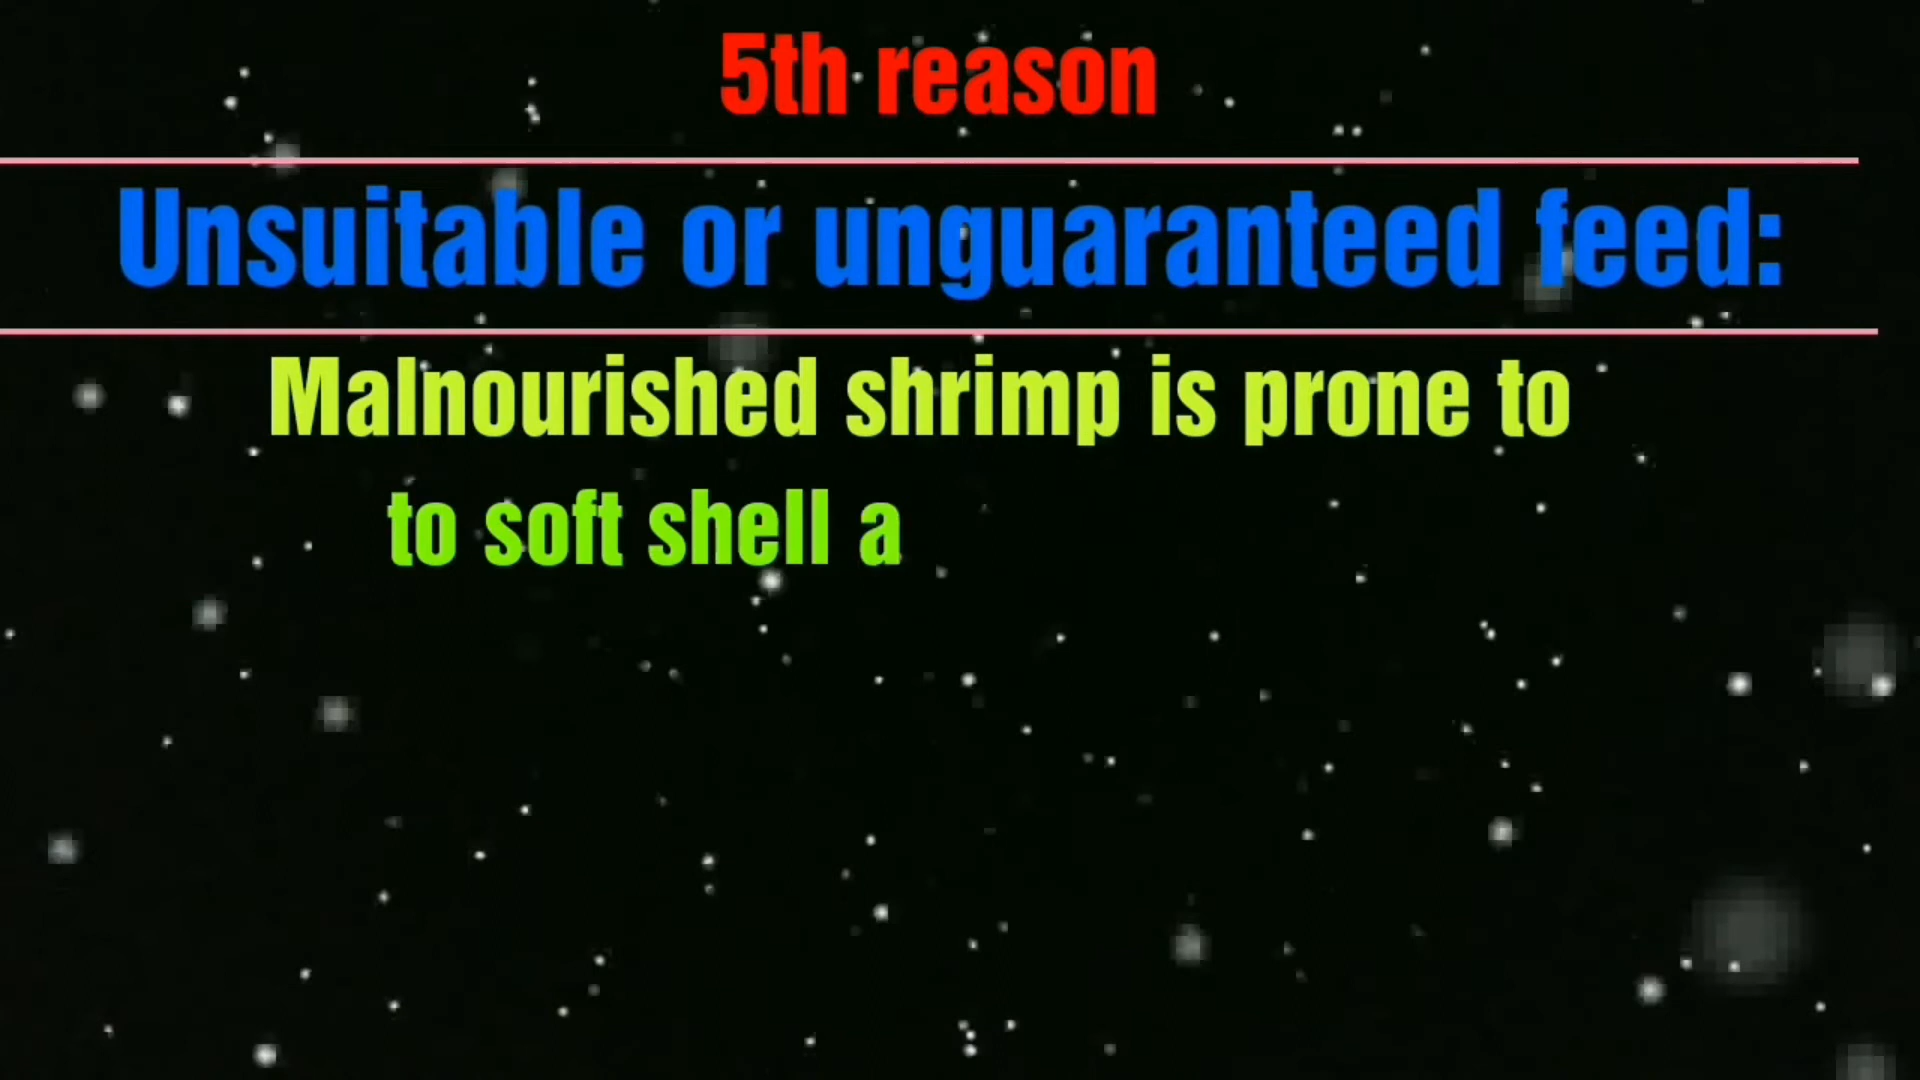 5th reason
Unsuitable or unguaranteed feed:
Malnourished shrimp is prone to
to soft shell a